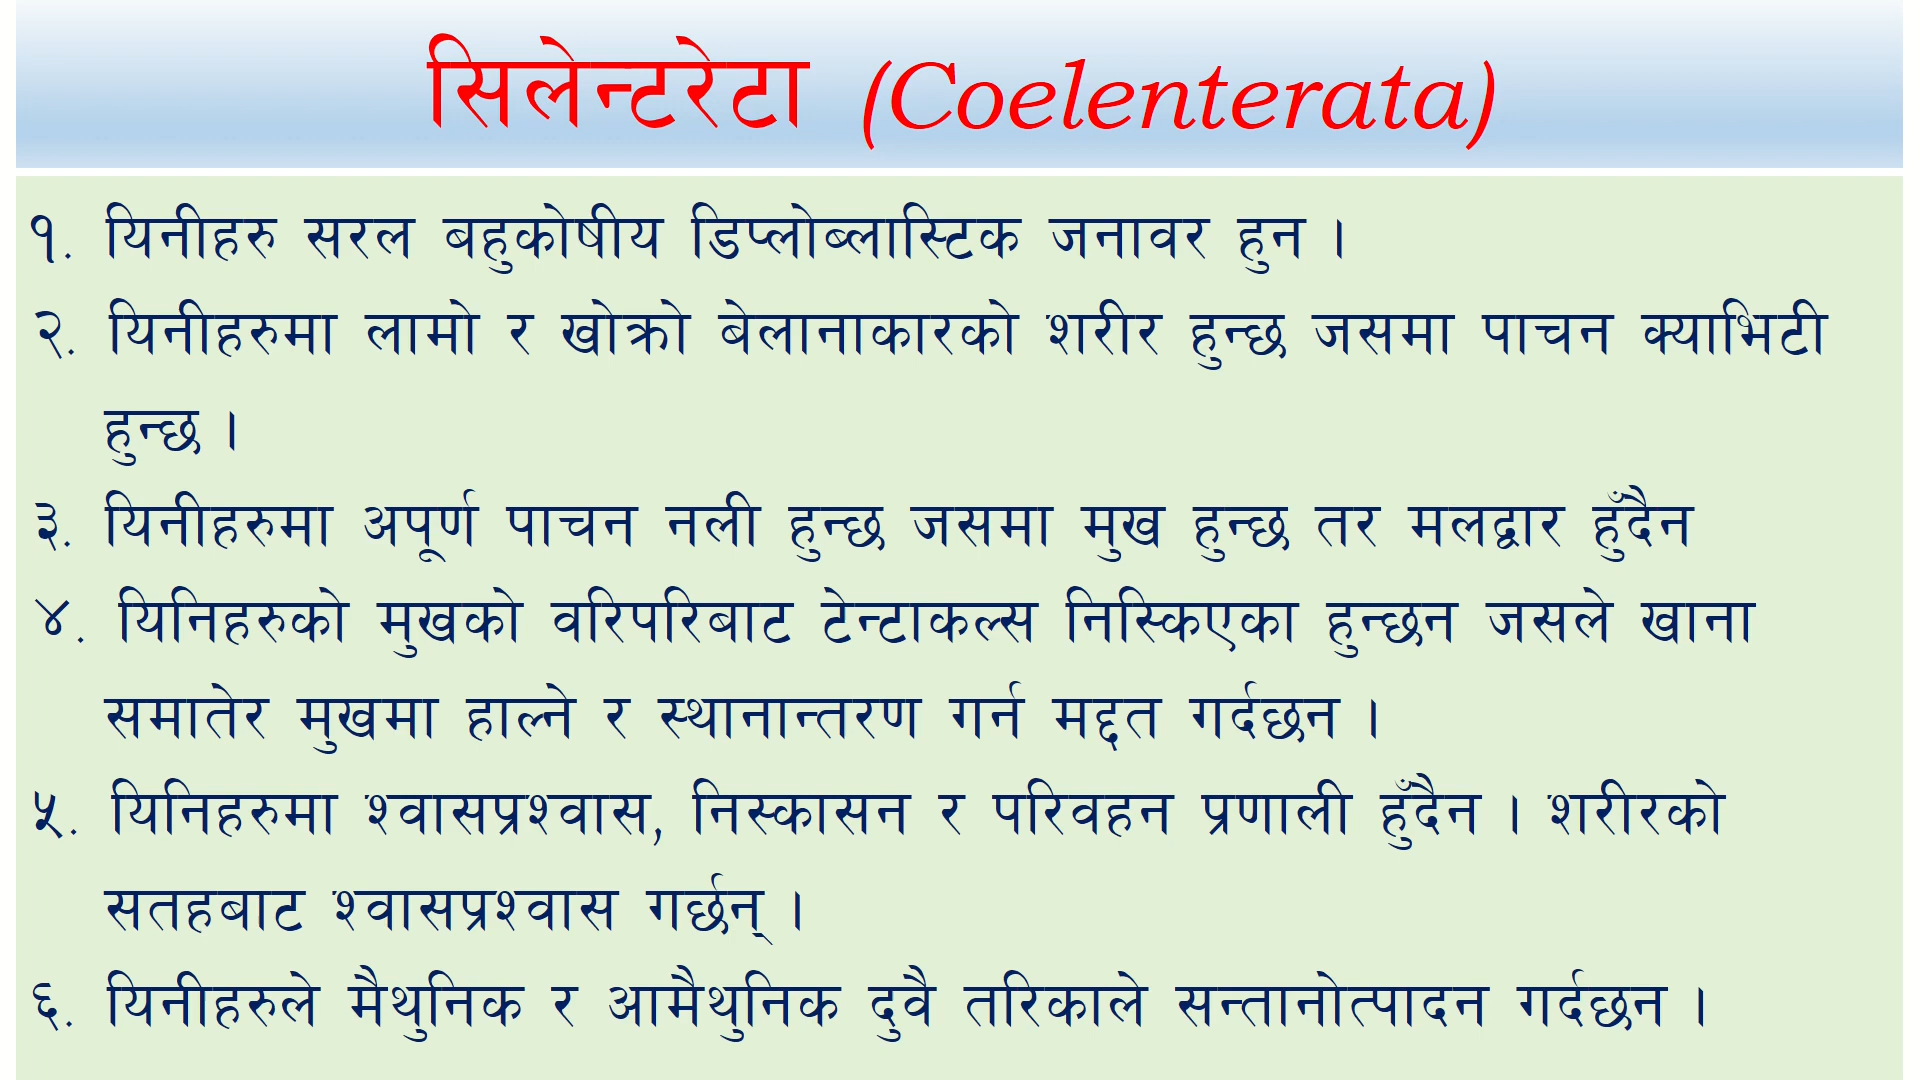 सिलेन्टरेटा (Coelenterata)
१. यिनीहरु सरल बहुकोषीय डिप्लोब्लास्टिक जनावर हुन ।
२. यिनीहरुमा लामो र खोक्रो बेलानाकारको शरीर हुन्छ जसमा पाचन क्याभिटी
हुन्छ ।
३. यिनीहरुमा अपूर्ण पाचन नली हुन्छ जसमा मुख हुन्छ तर मलद्वार हुँदैन
४. यिनिहरुको मुखको वरिपरिबाट टेन्टाकल्स निस्किएका हुन्छन जसले खाना
समातेर मुखमा हाल्ने र स्थानान्तरण गर्न मद्दत गर्दछन ।
५. यिनिहरुमा श्वासप्रश्वास, निस्कासन र परिवहन प्रणाली हुँदैन । शरीरको
सतहबाट श्वासप्रश्वास गर्छन् ।
६. यिनीहरुले मैथुनिक र आमैथुनिक दुवै तरिकाले सन्तानोत्पादन गर्दछन ।